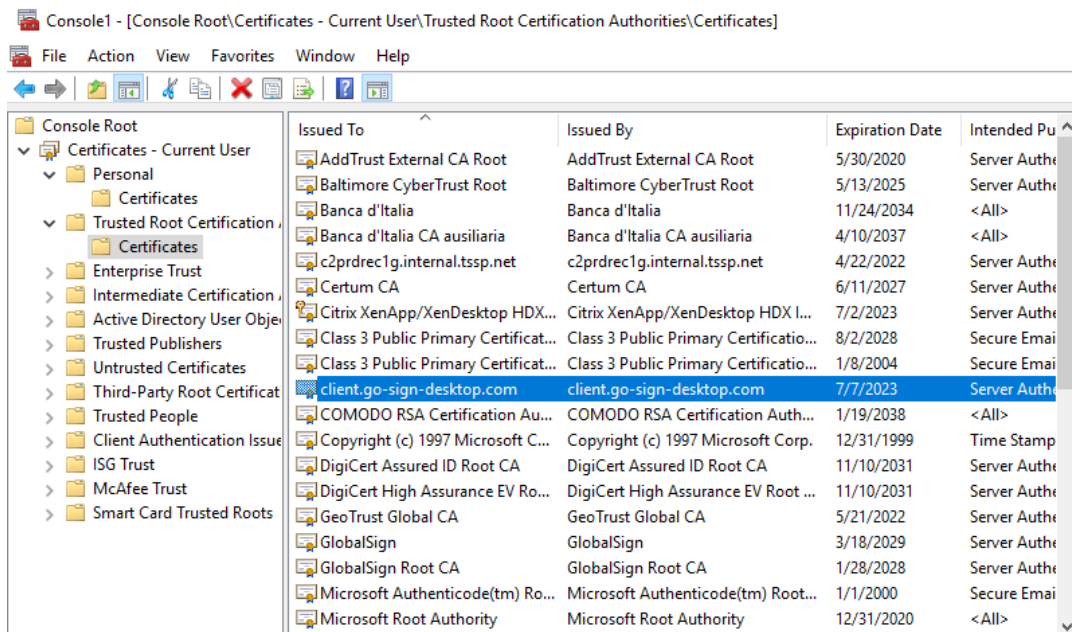 Console1 - [Console Root\Certificates - Current User\Trusted Root Certification Authorities\Certificates]
File Action View Favorites Window Help
Console Root
Certificates - Current User
Personal
Certificates
Trusted Root Certification
Certificates
Enterprise Trust
Intermediate Certification
Active Directory User Obje
Trusted Publishers
Untrusted Certificates
Third-Party Root Certificat
Trusted People
Client Authentication Issue
ISG Trust
McAfee Trust
Smart Card Trusted Roots
Issued To Issued By Expiration Date Intended Pu
AddTrust External CA Root AddTrust External CA Root 5/30/2020 Server Authe
Baltimore CyberTrust Root Baltimore CyberTrust Root 5/13/2025 Server Authe
Banca d'Italia Banca d'Italia 11/24/2034 <All>
Banca d'Italia CA ausiliaria Banca d'Italia CA ausiliaria 4/10/2037 <All>
c2prdrec1g.internal.tssp.net c2prdrec1g.internal.tssp.net 4/22/2022 Server Authe
Certum CA Certum CA 6/11/2027 Server Authe
Citrix XenApp/XenDesktop HDX... Citrix XenApp/XenDesktop HDX I... 7/2/2023 Server Authe
Class 3 Public Primary Certificat... Class 3 Public Primary Certificatio... 8/2/2028 Secure Emai
Class 3 Public Primary Certificat... Class 3 Public Primary Certificatio... 1/8/2004 Secure Emai
client.go-sign-desktop.com client.go-sign-desktop.com 7/7/2023 Server Authe
COMODO RSA Certification Au... COMODO RSA Certification Auth... 1/19/2038 <All>
Copyright (c) 1997 Microsoft C... Copyright (c) 1997 Microsoft Corp. 12/31/1999 Time Stamp
DigiCert Assured ID Root CA DigiCert Assured ID Root CA 11/10/2031 Server Authe
DigiCert High Assurance EV Ro... DigiCert High Assurance EV Root ... 11/10/2031 Server Authe
GeoTrust Global CA GeoTrust Global CA 5/21/2022 Server Authe
GlobalSign GlobalSign 3/18/2029 Server Authe
GlobalSign Root CA GlobalSign Root CA 1/28/2028 Server Authe
Microsoft Authenticode(tm) Ro... Microsoft Authenticode(tm) Root... 1/1/2000 Secure Emai
Microsoft Root Authority Microsoft Root Authority 12/31/2020 <All>